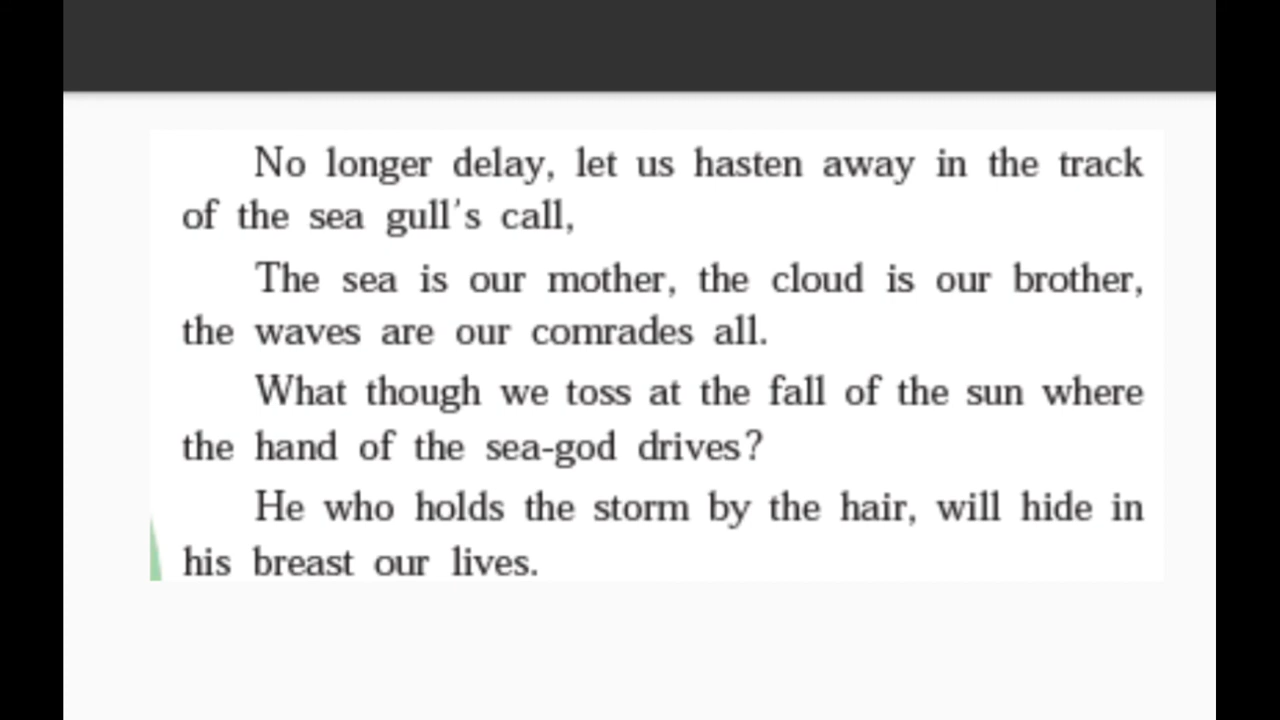 No longer delay, let us hasten away in the track
of the sea gull's call,
The sea is our mother, the cloud is our brother,
the waves are our comrades all.
What though we toss at the fall of the sun where
the hand of the sea-god drives?
He who holds the storm by the hair, will hide in
his breast our lives.